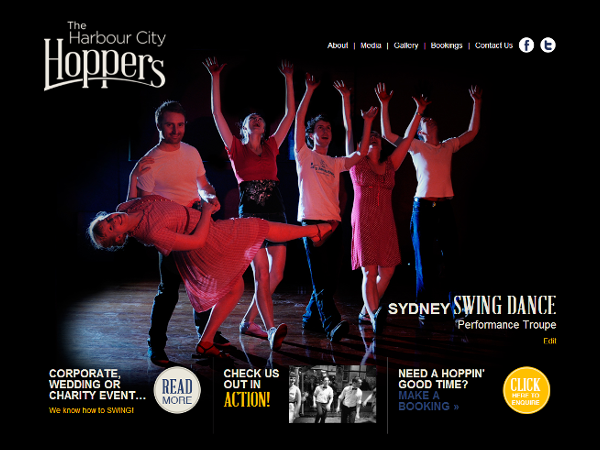 The
Harbour City
Hoppers
About | Media | Gallery | Bookings | Contact Us
SYDNEY SWING DANCE
Performance Troupe
Edit
CORPORATE,
WEDDING OR
CHARITY EVENT...
We know how to SWING!
READ
MORE
CHECK US
OUT IN
ACTION!
NEED A HOPPIN'
GOOD TIME?
MAKE A
BOOKING »
CLICK
HERE TO
ENQUIRE